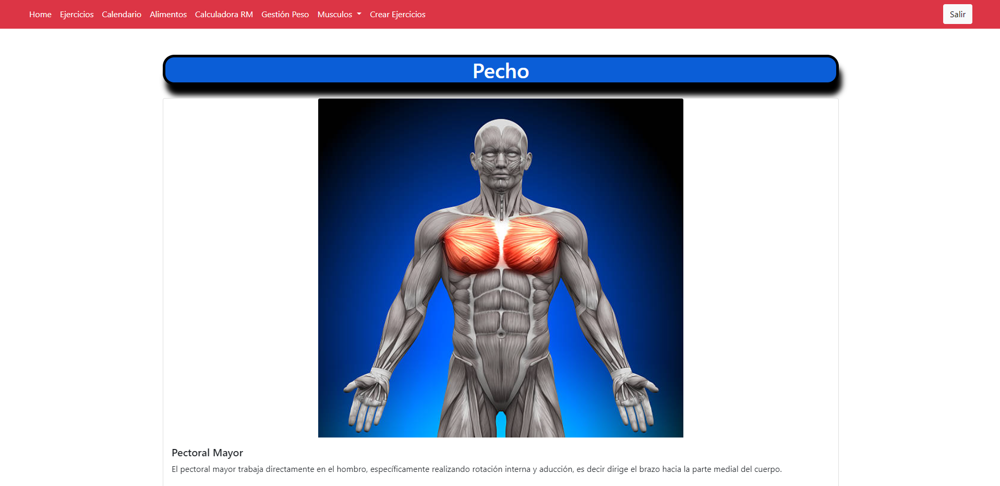 Home Ejercicios Calendario Alimentos Calculadora RM Gestión Peso Musculos Crear Ejercicios Salir
Pecho
Pectoral Mayor
El pectoral mayor trabaja directamente en el hombro, específicamente realizando rotación interna y aducción, es decir dirige el brazo hacia la parte medial del cuerpo.